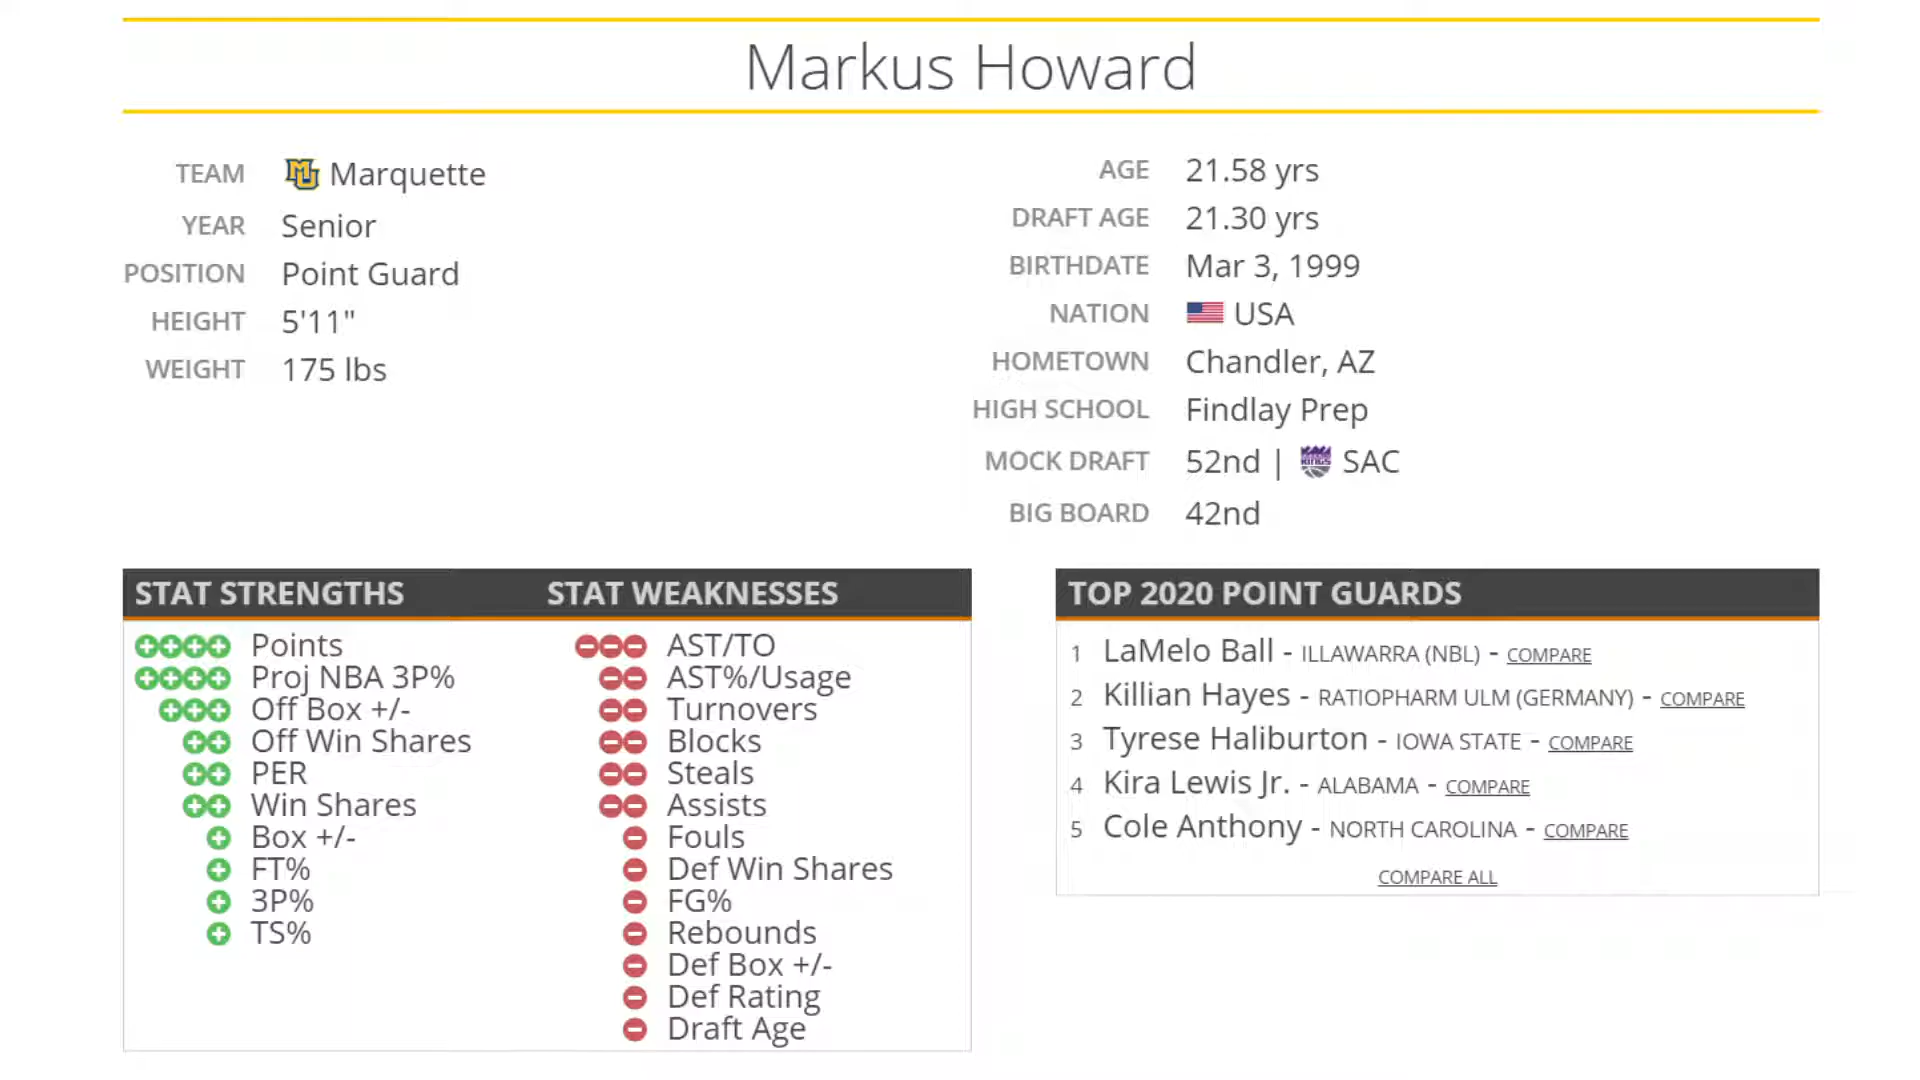 Markus Howard
TEAM Marquette
YEAR Senior
POSITION Point Guard
HEIGHT 5'11"
WEIGHT 175 lbs
AGE 21.58 yrs
DRAFT AGE 21.30 yrs
BIRTHDATE Mar 3, 1999
NATION USA
HOMETOWN Chandler, AZ
HIGH SCHOOL Findlay Prep
MOCK DRAFT 52nd | SAC
BIG BOARD 42nd
STAT STRENGTHS
Points
Proj NBA 3P%
Off Box +/-
Off Win Shares
PER
Win Shares
Box +/-
FT%
3P%
TS%
STAT WEAKNESSES
AST/TO
AST%/Usage
Turnovers
Blocks
Steals
Assists
Fouls
Def Win Shares
FG%
Rebounds
Def Box +/-
Def Rating
Draft Age
TOP 2020 POINT GUARDS
1 LaMelo Ball - ILLAWARRA (NBL) - COMPARE
2 Killian Hayes - RATIOPHARM ULM (GERMANY) - COMPARE
3 Tyrese Haliburton - IOWA STATE - COMPARE
4 Kira Lewis Jr. - ALABAMA - COMPARE
5 Cole Anthony - NORTH CAROLINA - COMPARE
COMPARE ALL